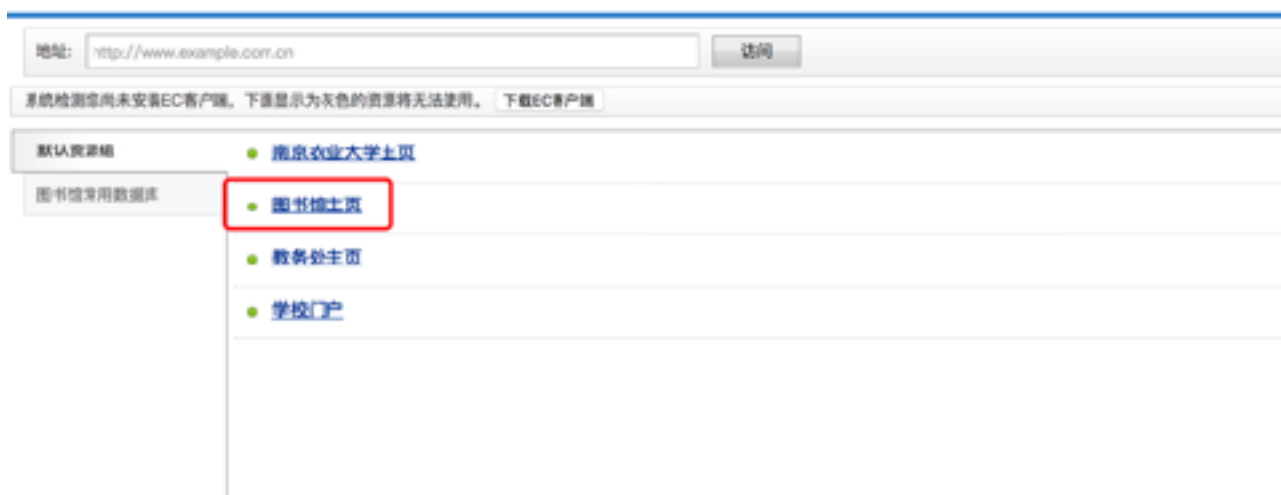 地址: http://www.example.com.cn 访问
系统检测您尚未安装EC客户端。下面显示为灰色的资源将无法使用。 下载EC客户端
默认资源组
南京农业大学主页
图书馆常用数据库
图书馆主页
教务处主页
学校门户